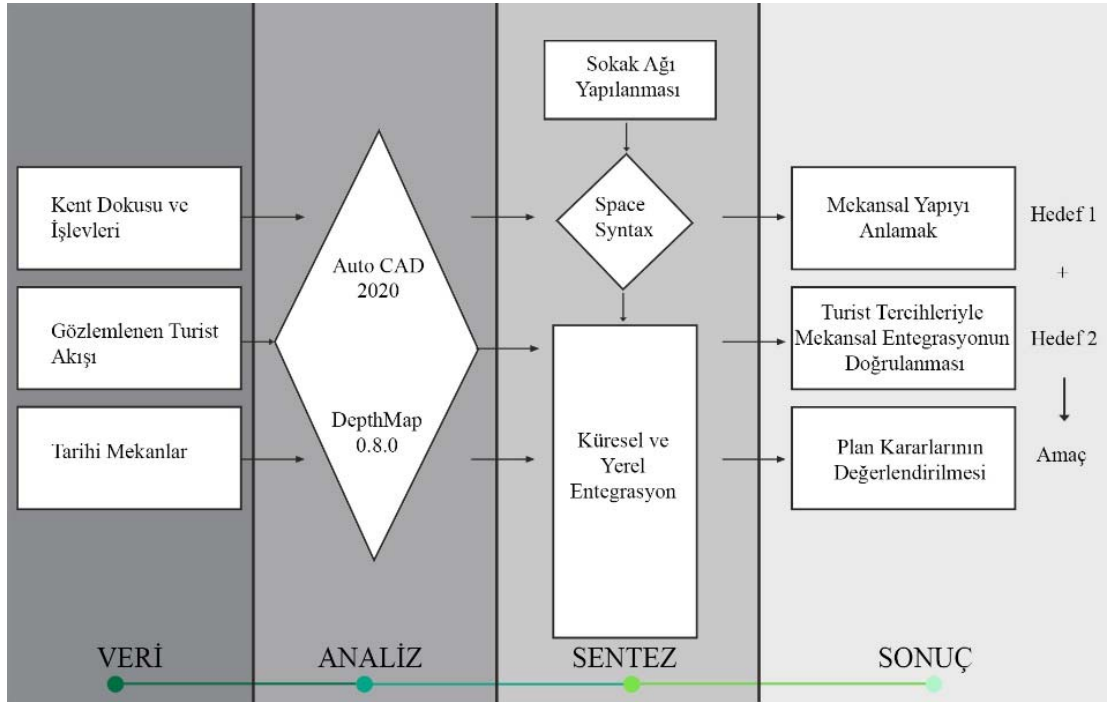 Kent Dokusu ve
İşlevleri
Gözlemlenen Turist
Akışı
Tarihi Mekanlar
VERİ
Auto CAD
2020
DepthMap
0.8.0
ANALİZ
Sokak Ağı
Yapılanması
Space
Syntax
Küresel ve
Yerel
Entegrasyon
SENTEZ
Mekansal Yapıyı
Anlamak
Hedef 1
+
Turist Tercihleriyle
Mekansal Entegrasyonun
Doğrulanması
Hedef 2
Plan Kararlarının
Değerlendirilmesi
Amaç
SONUÇ